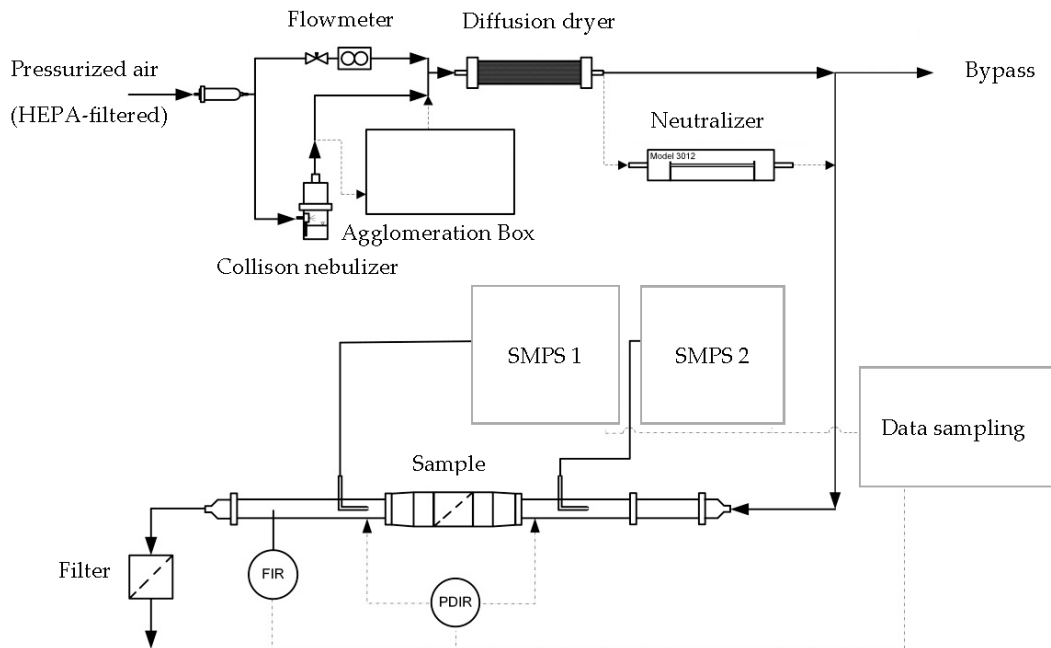 Flowmeter
Diffusion dryer
Pressurized air
(HEPA-filtered)
Bypass
Neutralizer
Model 3012
Agglomeration Box
Collison nebulizer
SMPS 1
SMPS 2
Data sampling
Sample
Filter
FIR
PDIR